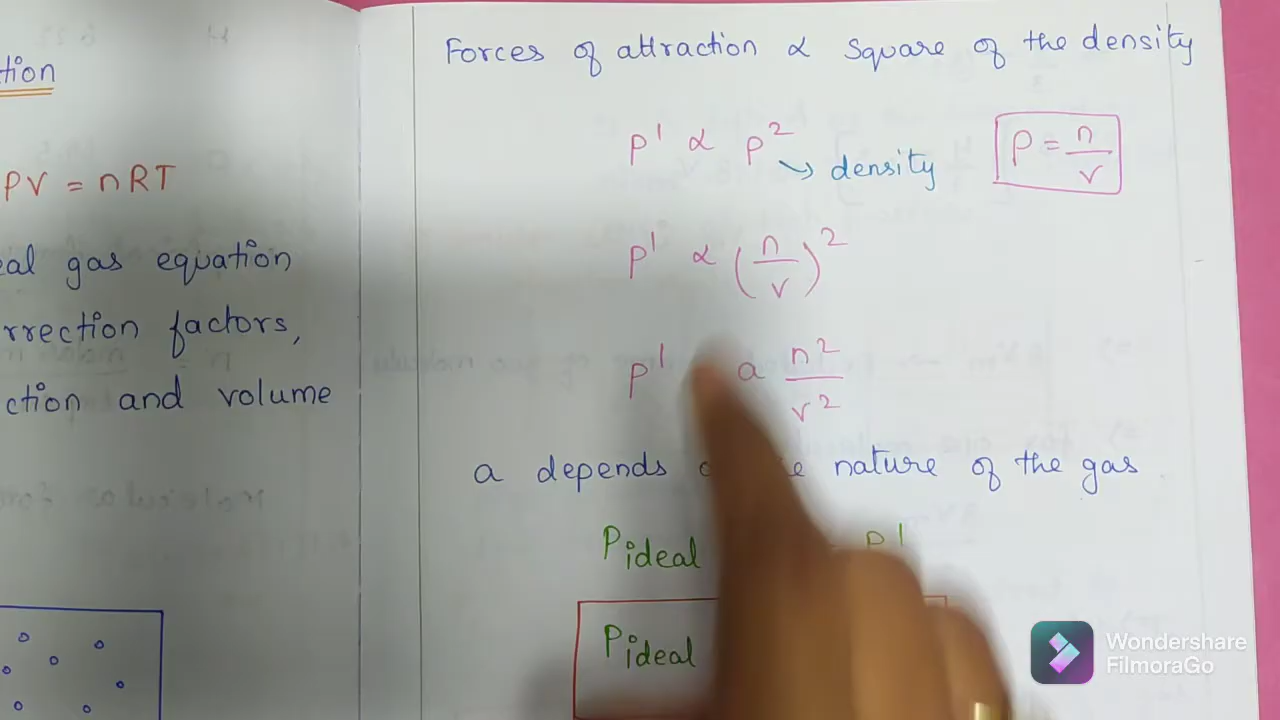 tion
PV = nRT
eal gas equation
rrection factors,
ction and volume
Forces of attraction ∝ square of the density
P' ∝ ρ²
→ density
ρ = n/v
P' ∝ (n/v)²
P' a n²/v²
a depends nature of the gas
Pideal P'
Pideal
Wondershare
FilmoraGo